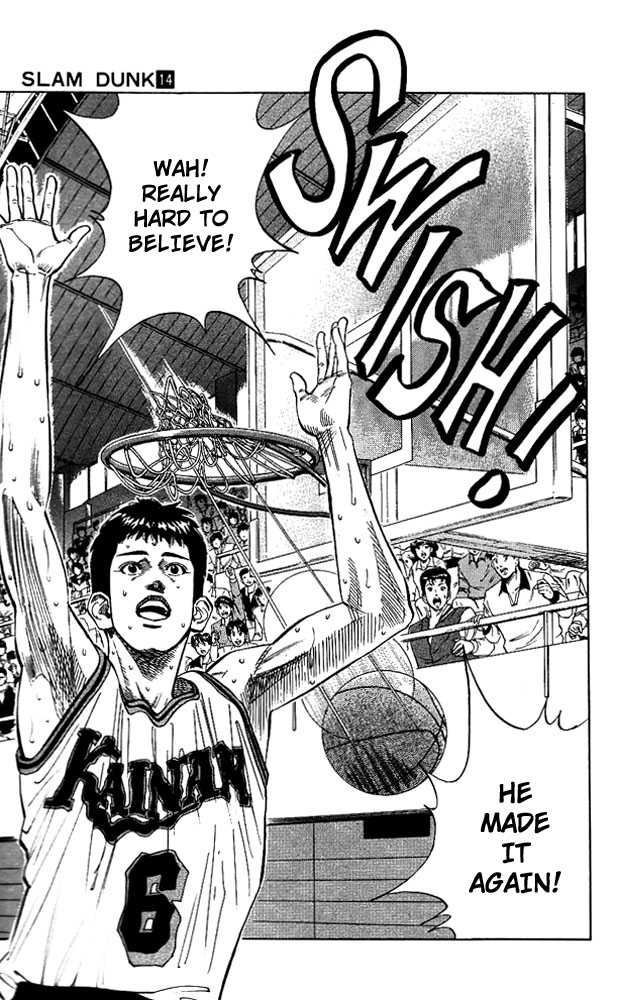 SLAM DUNK 14
WAH!
REALLY
HARD TO
BELIEVE!
SWISH!
HE
MADE
IT
AGAIN!
KAINAN
6